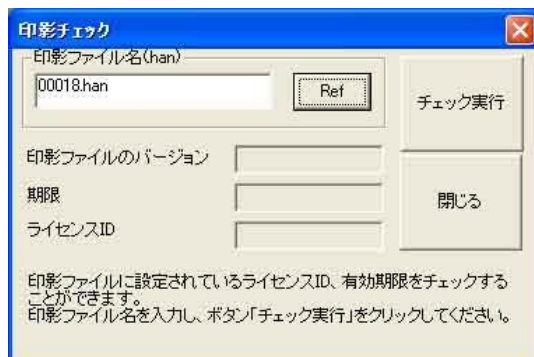 印影チェック
印影ファイル名(han)
00018.han
Ref
チェック実行
印影ファイルのバージョン
期限
ライセンスID
閉じる
印影ファイルに設定されているライセンスID、有効期限をチェックする
ことができます。
印影ファイル名を入力し、ボタン「チェック実行」をクリックしてください。